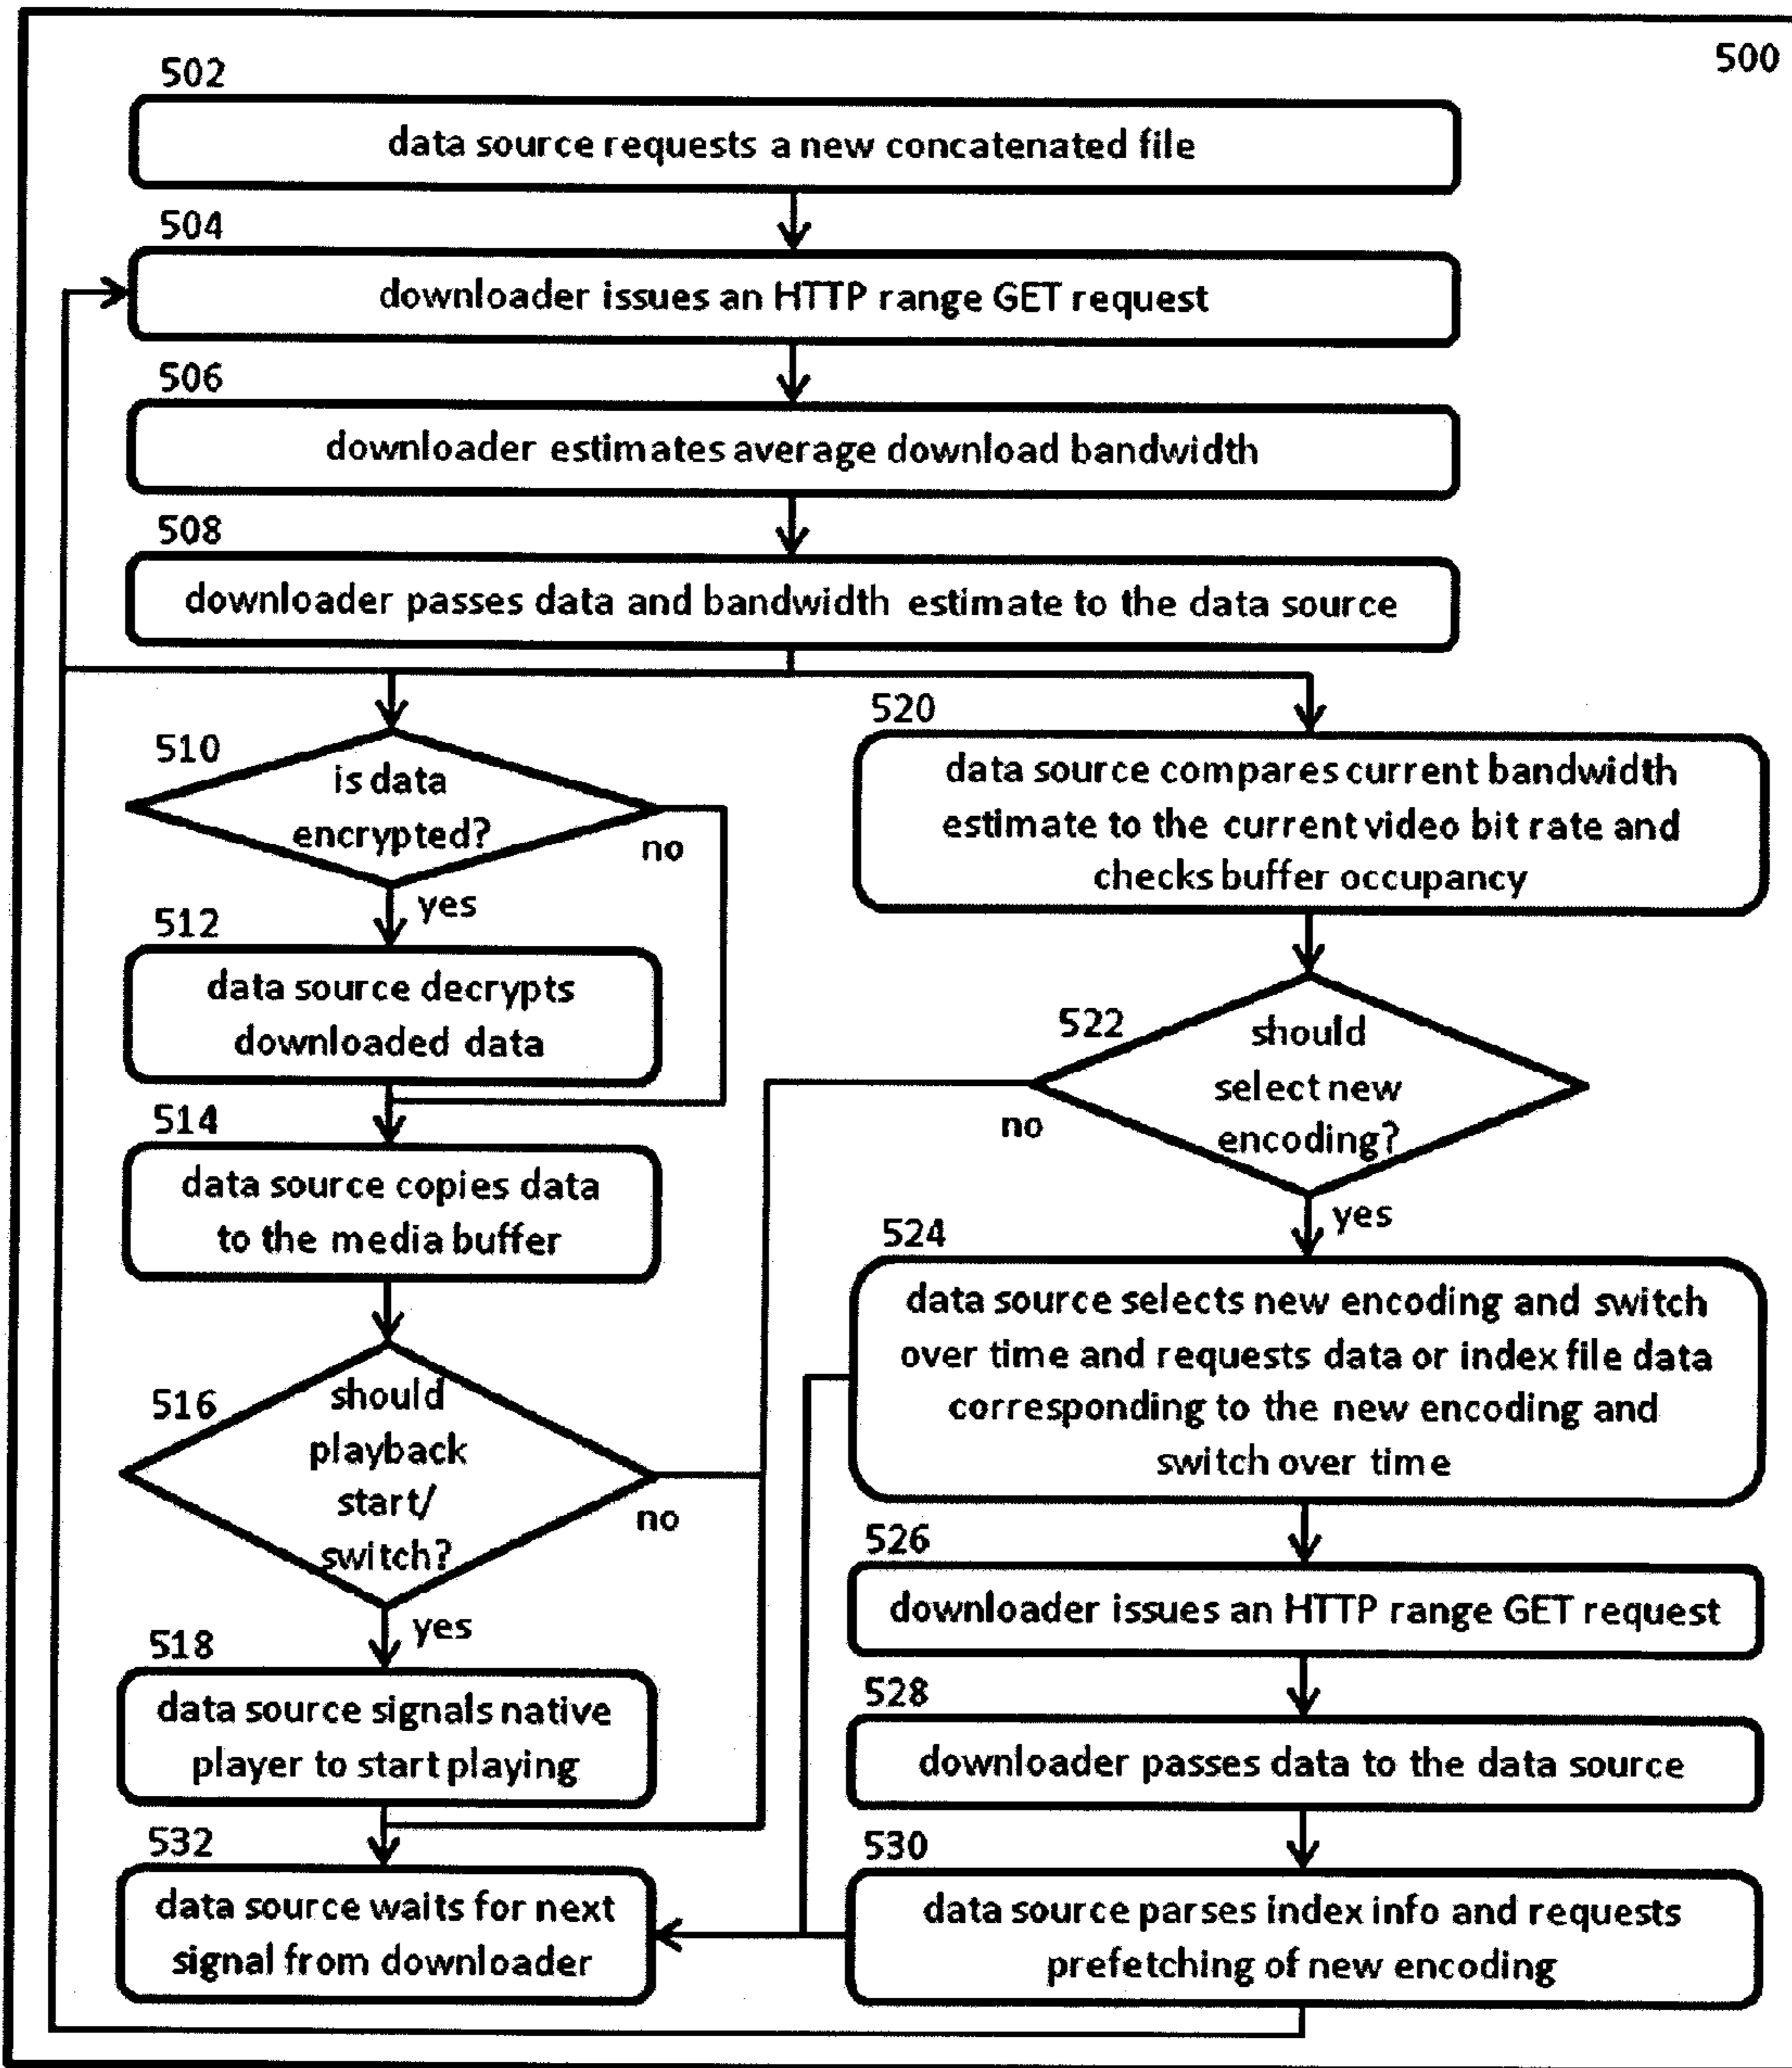 500
502
data source requests a new concatenated file
504
downloader issues an HTTP range GET request
506
downloader estimates average download bandwidth
508
downloader passes data and bandwidth estimate to the data source
510
is data
encrypted?
no
yes
512
data source decrypts
downloaded data
514
data source copies data
to the media buffer
516
should
playback
start/
switch?
no
yes
518
data source signals native
player to start playing
532
data source waits for next
signal from downloader
520
data source compares current bandwidth
estimate to the current video bit rate and
checks buffer occupancy
522
should
select new
encoding?
no
yes
524
data source selects new encoding and switch
over time and requests data or index file data
corresponding to the new encoding and
switch over time
526
downloader issues an HTTP range GET request
528
downloader passes data to the data source
530
data source parses index info and requests
prefetching of new encoding